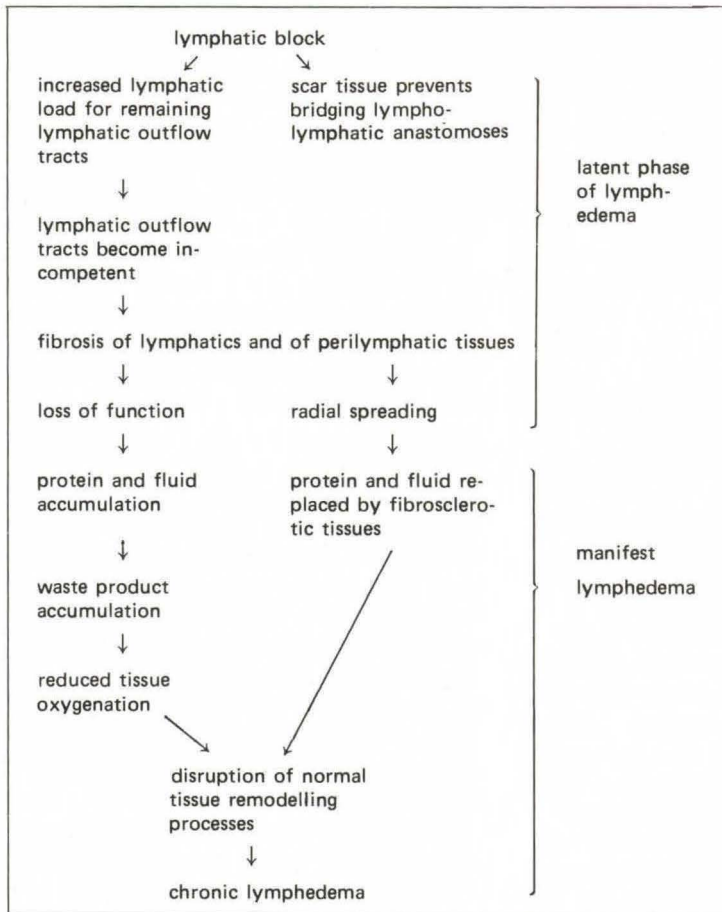 lymphatic block
increased lymphatic
load for remaining
lymphatic outflow
tracts
scar tissue prevents
bridging lympho-
lymphatic anastomoses
lymphatic outflow
tracts become in-
competent
fibrosis of lymphatics and of perilymphatic tissues
loss of function
radial spreading
latent phase
of lymph-
edema
protein and fluid
accumulation
protein and fluid re-
placed by fibrosclero-
tic tissues
waste product
accumulation
reduced tissue
oxygenation
disruption of normal
tissue remodelling
processes
chronic lymphedema
manifest
lymphedema